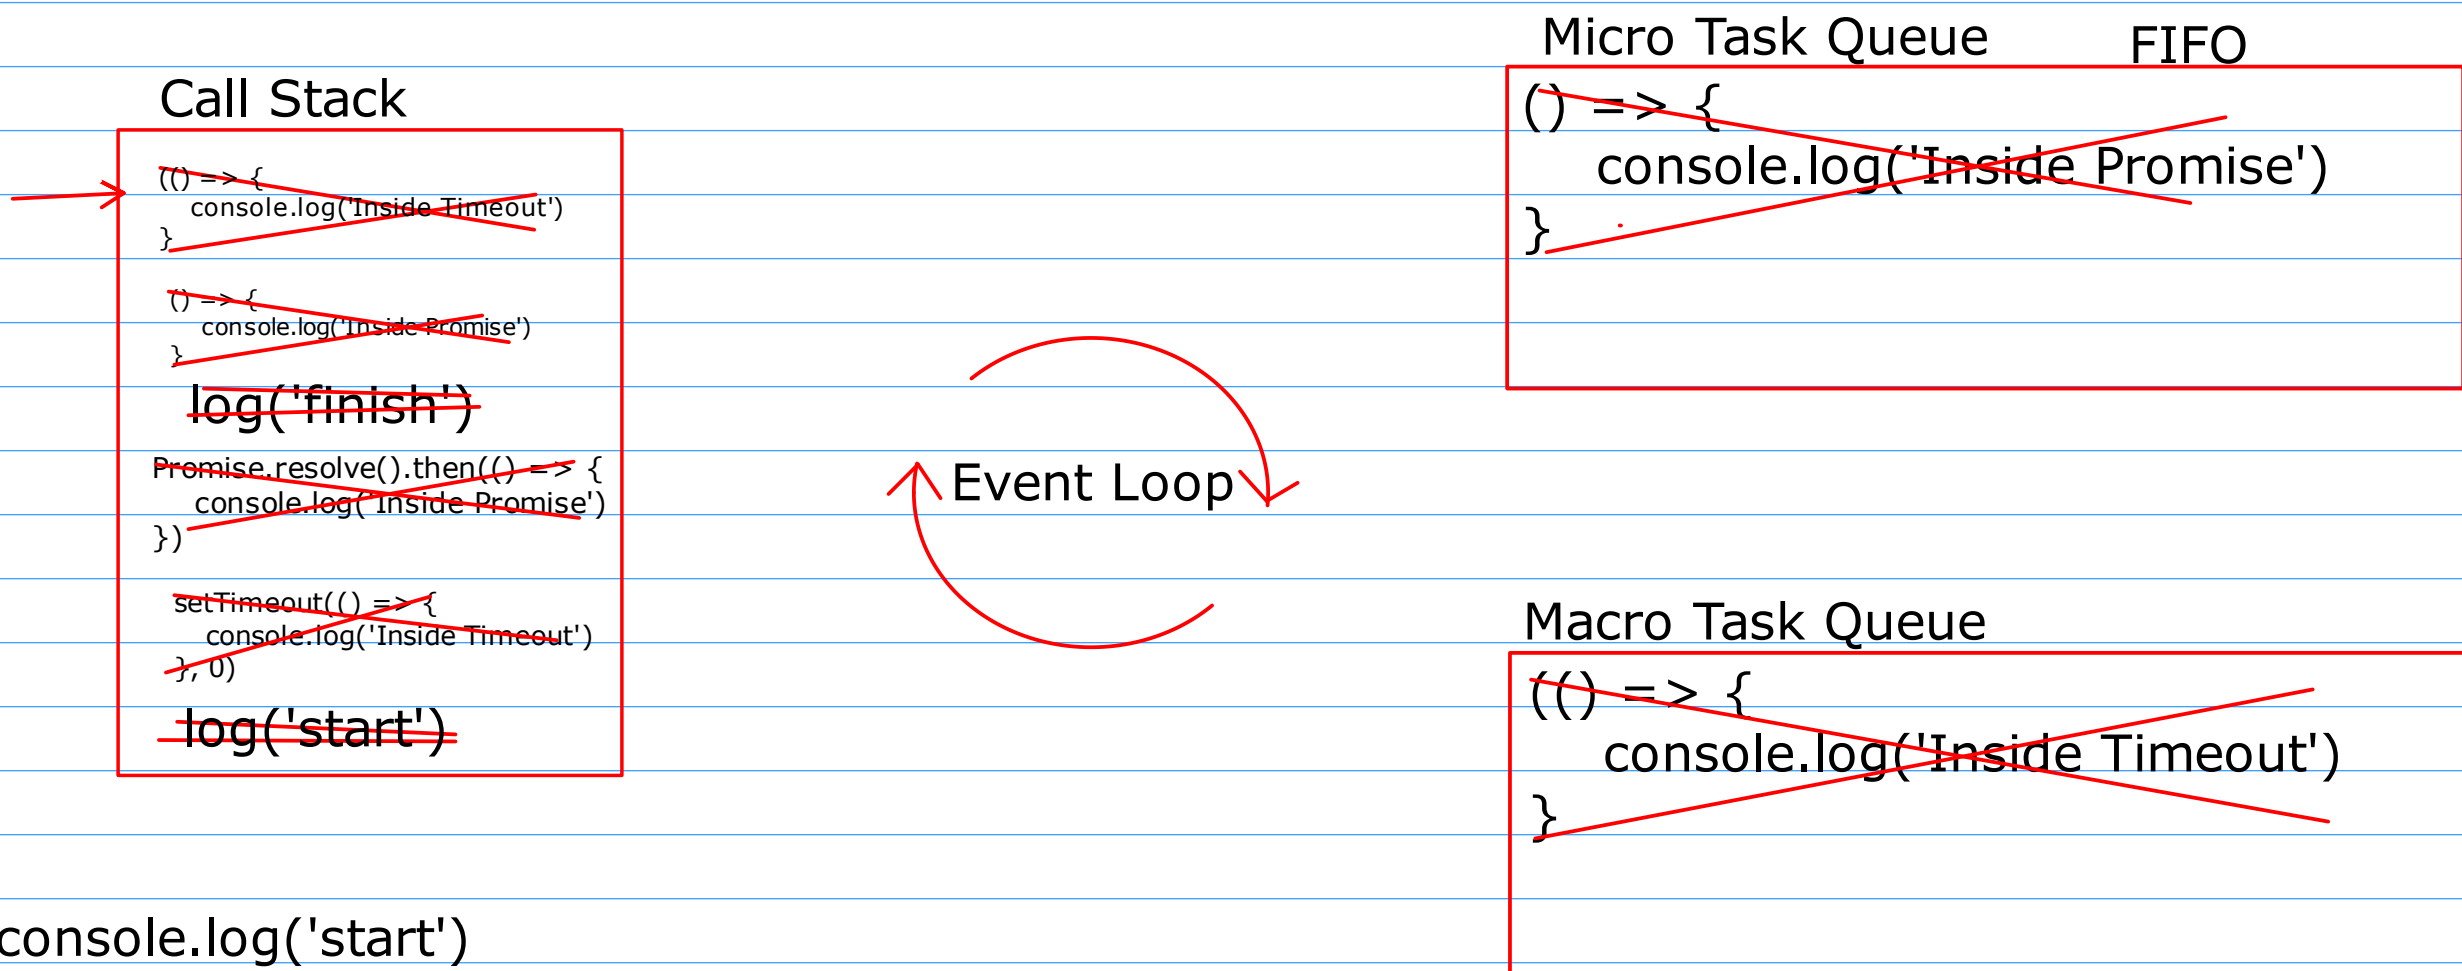 Micro Task Queue FIFO
() => {
console.log('Inside Promise')
}
Call Stack
(() => {
console.log('Inside Timeout')
}
() => {
console.log('Inside Promise')
}
log('finish')
Promise.resolve().then(() => {
console.log('Inside Promise')
})
setTimeout(() => {
console.log('Inside Timeout')
}, 0)
log('start')
Event Loop
Macro Task Queue
(() => {
console.log('Inside Timeout')
}
console.log('start')